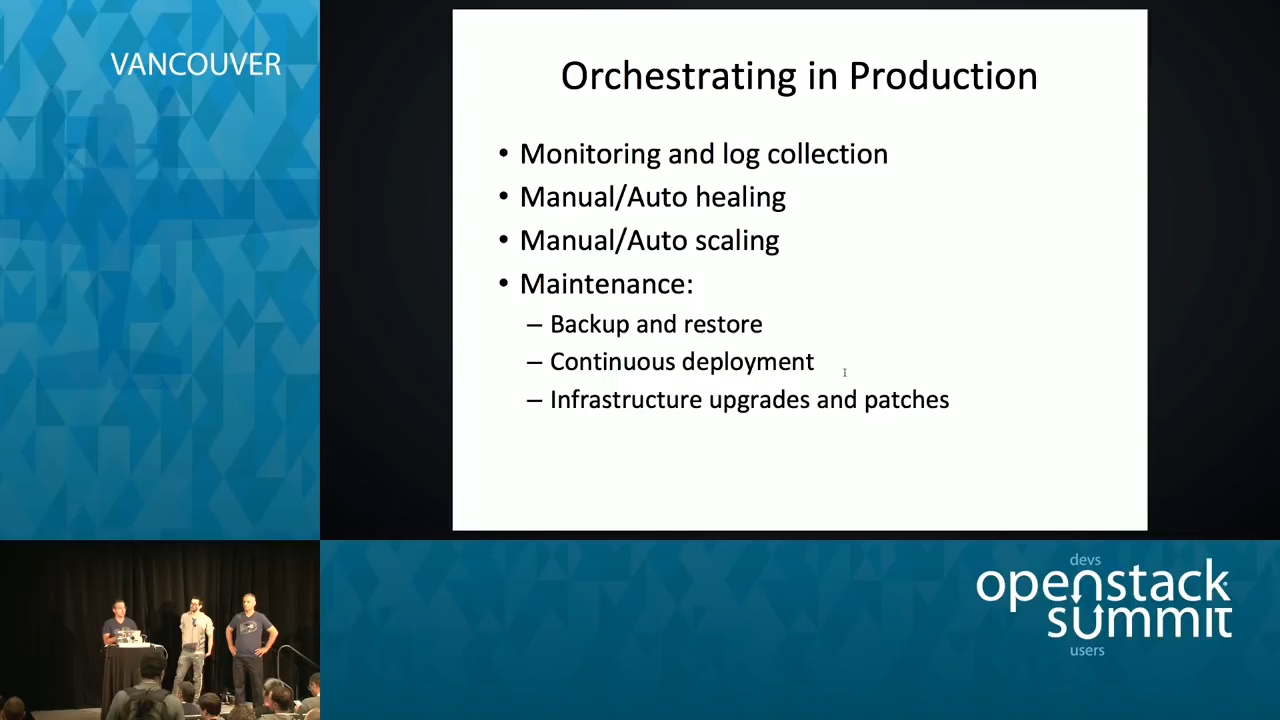 VANCOUVER
Orchestrating in Production
• Monitoring and log collection
• Manual/Auto healing
• Manual/Auto scaling
• Maintenance:
– Backup and restore
– Continuous deployment
– Infrastructure upgrades and patches
devs
openstack
summit
users